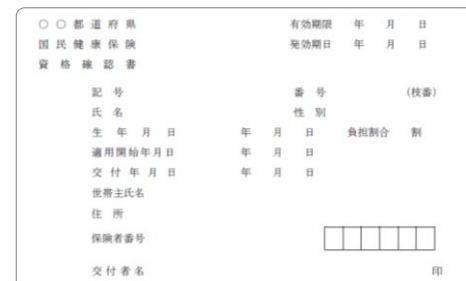 ○○都道府県 有効期限 年 月 日
国民健康保険 発効期日 年 月 日
資格確認書
記号 番号 (枝番)
氏名 性別
生年月日 年 月 日 負担割合 割
適用開始年月日 年 月 日
交付年月日 年 月 日
世帯主氏名
住所
保険者番号
交付者名 印